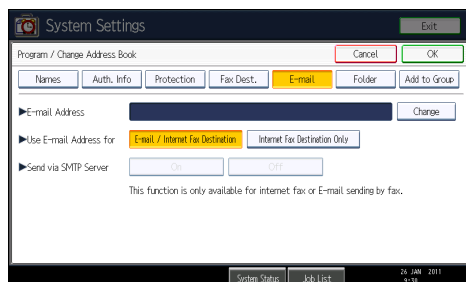 System Settings
Exit
Program / Change Address Book
Cancel
OK
Names
Auth. Info
Protection
Fax Dest.
E-mail
Folder
Add to Group
▶E-mail Address
Change
▶Use E-mail Address for
E-mail / Internet Fax Destination
Internet Fax Destination Only
▶Send via SMTP Server
On
Off
This function is only available for internet fax or E-mail sending by fax.
System Status
Job List
26 JAN 2011
9:30